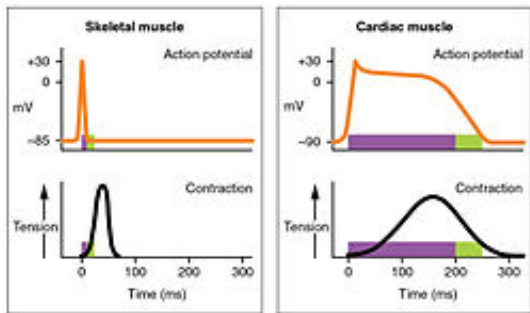 Skeletal muscle
Action potential
+30
0
mV
−85
Contraction
Tension
0 100 200 300
Time (ms)
Cardiac muscle
Action potential
+30
0
mV
−90
Contraction
Tension
0 100 200 300
Time (ms)